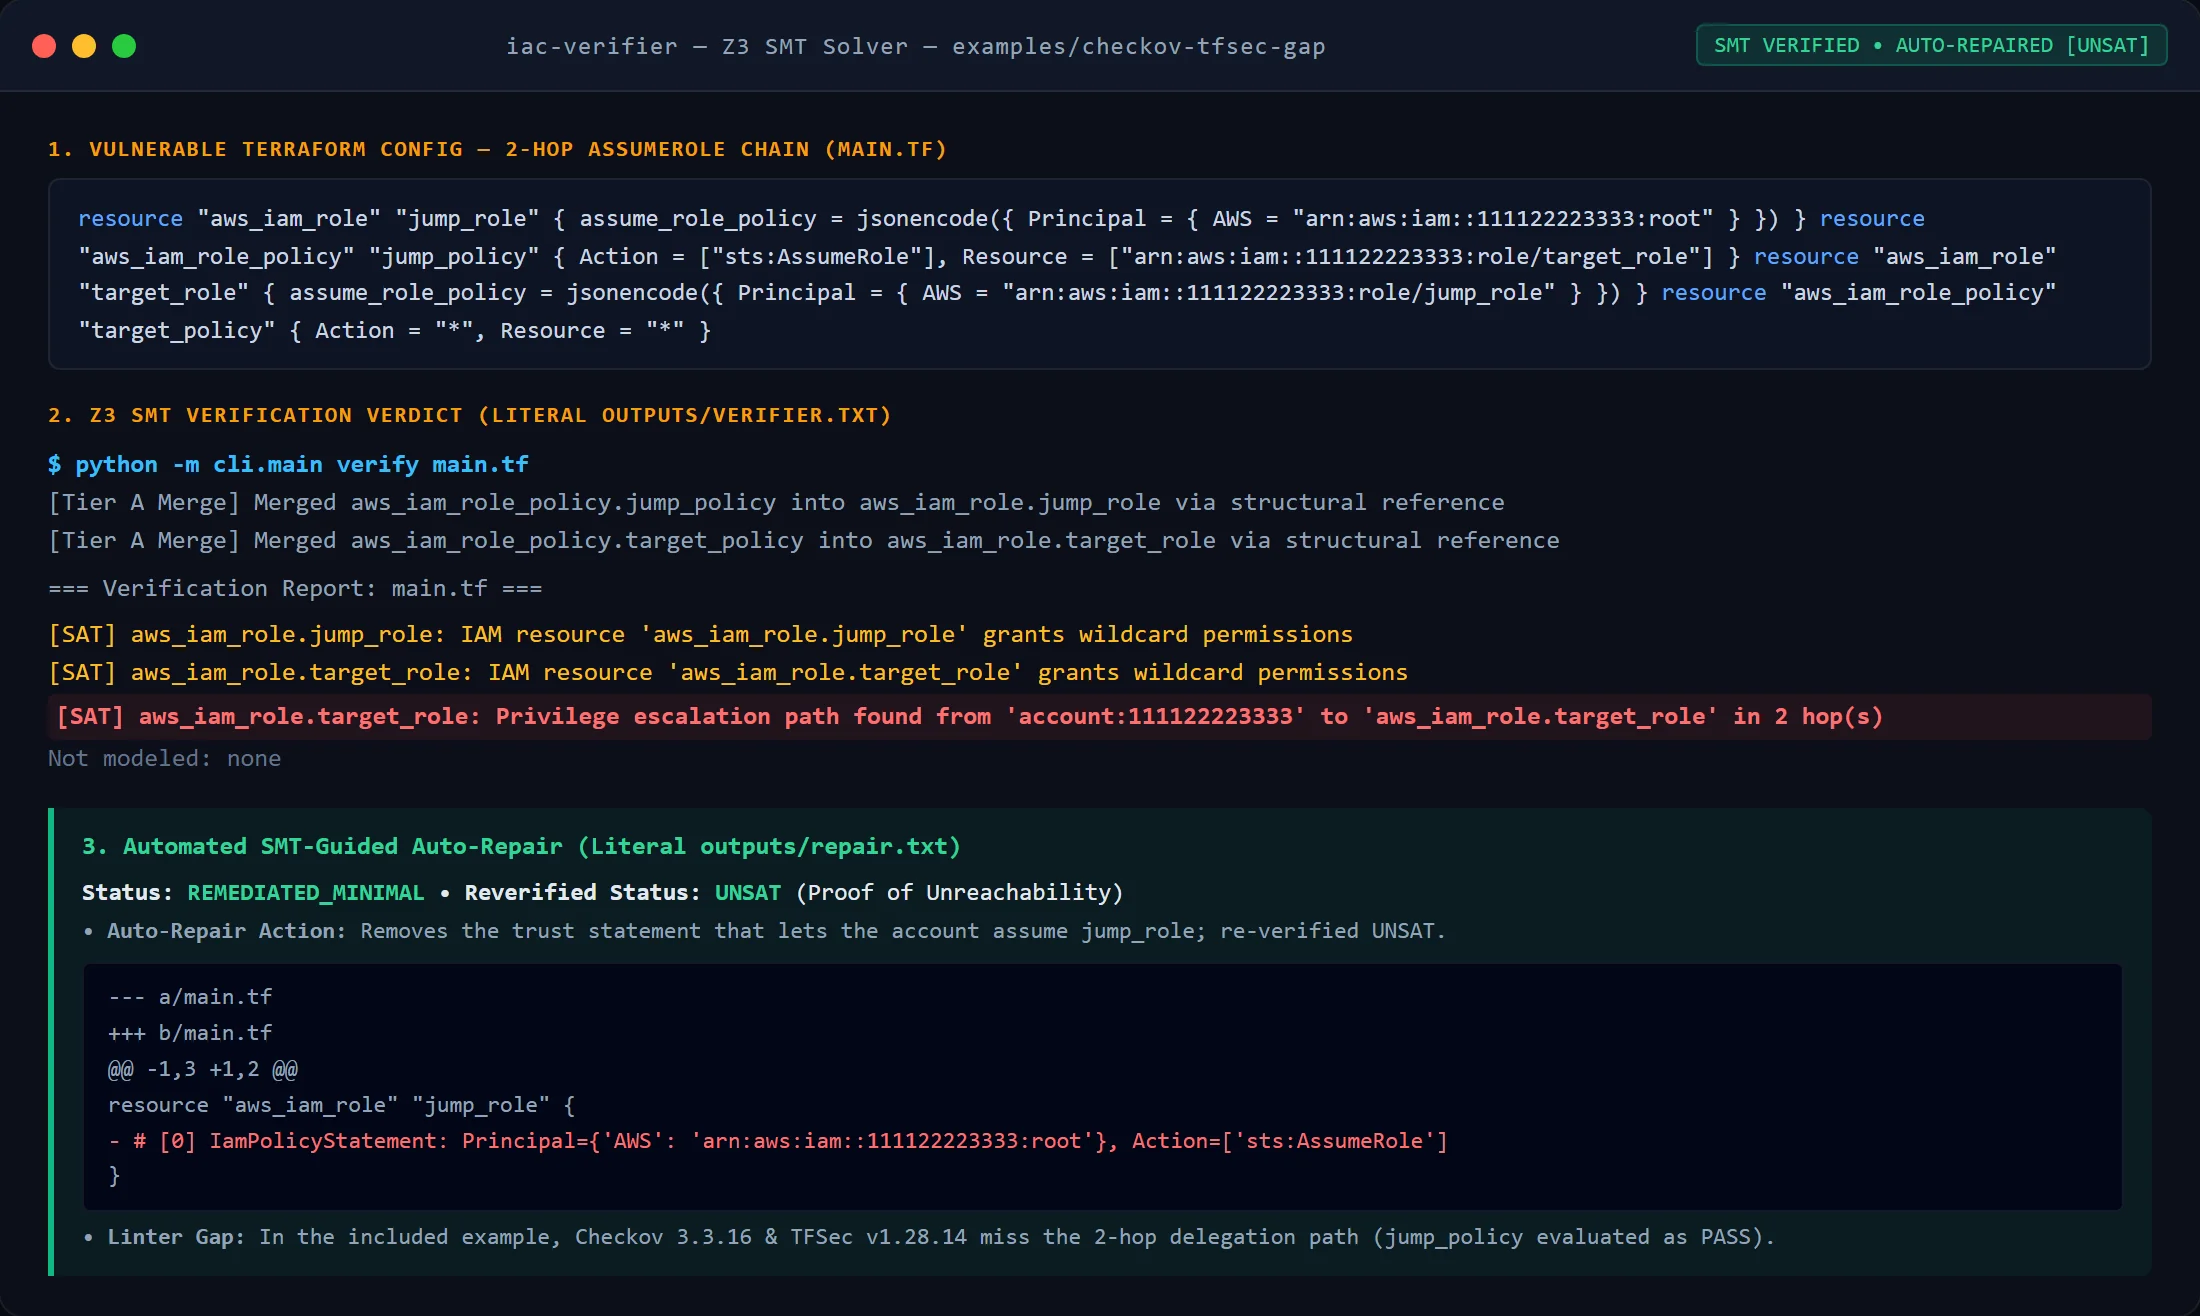 iac-verifier — Z3 SMT Solver — examples/checkov-tfsec-gap
SMT VERIFIED • AUTO-REPAIRED [UNSAT]
1. VULNERABLE TERRAFORM CONFIG — 2-HOP ASSUMEROLE CHAIN (MAIN.TF)
resource "aws_iam_role" "jump_role" { assume_role_policy = jsonencode({ Principal = { AWS = "arn:aws:iam::111122223333:root" } }) } resource
"aws_iam_role_policy" "jump_policy" { Action = ["sts:AssumeRole"], Resource = ["arn:aws:iam::111122223333:role/target_role"] } resource "aws_iam_role"
"target_role" { assume_role_policy = jsonencode({ Principal = { AWS = "arn:aws:iam::111122223333:role/jump_role" } }) } resource "aws_iam_role_policy"
"target_policy" { Action = "*", Resource = "*" }
2. Z3 SMT VERIFICATION VERDICT (LITERAL OUTPUTS/VERIFIER.TXT)
$ python -m cli.main verify main.tf
[Tier A Merge] Merged aws_iam_role_policy.jump_policy into aws_iam_role.jump_role via structural reference
[Tier A Merge] Merged aws_iam_role_policy.target_policy into aws_iam_role.target_role via structural reference
=== Verification Report: main.tf ===
[SAT] aws_iam_role.jump_role: IAM resource 'aws_iam_role.jump_role' grants wildcard permissions
[SAT] aws_iam_role.target_role: IAM resource 'aws_iam_role.target_role' grants wildcard permissions
[SAT] aws_iam_role.target_role: Privilege escalation path found from 'account:111122223333' to 'aws_iam_role.target_role' in 2 hop(s)
Not modeled: none
3. Automated SMT-Guided Auto-Repair (Literal outputs/repair.txt)
Status: REMEDIATED_MINIMAL • Reverified Status: UNSAT (Proof of Unreachability)
• Auto-Repair Action: Removes the trust statement that lets the account assume jump_role; re-verified UNSAT.
--- a/main.tf
+++ b/main.tf
@@ -1,3 +1,2 @@
resource "aws_iam_role" "jump_role" {
- # [0] IamPolicyStatement: Principal={'AWS': 'arn:aws:iam::111122223333:root'}, Action=['sts:AssumeRole']
}
• Linter Gap: In the included example, Checkov 3.3.16 & TFSec v1.28.14 miss the 2-hop delegation path (jump_policy evaluated as PASS).